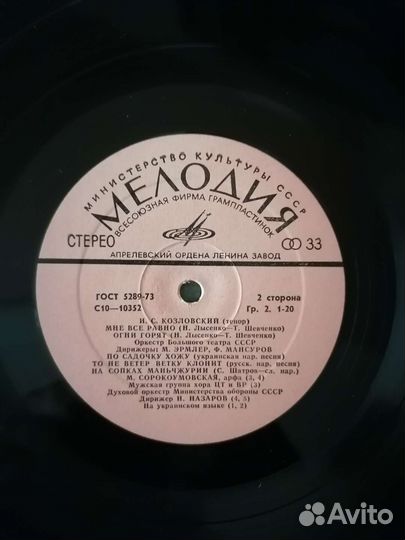 МИНИСТЕРСТВО КУЛЬТУРЫ СССР
МЕЛОДИЯ
ВСЕСОЮЗНАЯ ФИРМА ГРАМПЛАСТИНОК
СТЕРЕО
33
АПРЕЛЕВСКИЙ ОРДЕНА ЛЕНИНА ЗАВОД
ГОСТ 5289-73
2 сторона
С10—10352
Гр. 2. 1-20
И. С. КОЗЛОВСКИЙ (тенор)
МНЕ ВСЕ РАВНО (Н. Лысенко—Т. Шевченко)
ОГНИ ГОРЯТ (Н. Лысенко—Т. Шевченко)
Оркестр Большого театра СССР
Дирижеры: М. ЭРМЛЕР, Ф. МАНСУРОВ
ПО САДОЧКУ ХОЖУ (украинская нар. песня)
ТО НЕ ВЕТЕР ВЕТКУ КЛОНИТ (русск. нар. песня)
НА СОПКАХ МАНЬЧЖУРИИ (С. Шатров—сл. нар.)
М. СОРОКОУМОВСКАЯ, арфа (3, 4)
Мужская группа хора ЦТ и ВР (3)
Духовой оркестр Министерства обороны СССР
Дирижер Н. НАЗАРОВ (4, 5)
На украинском языке (1, 2)
Avito